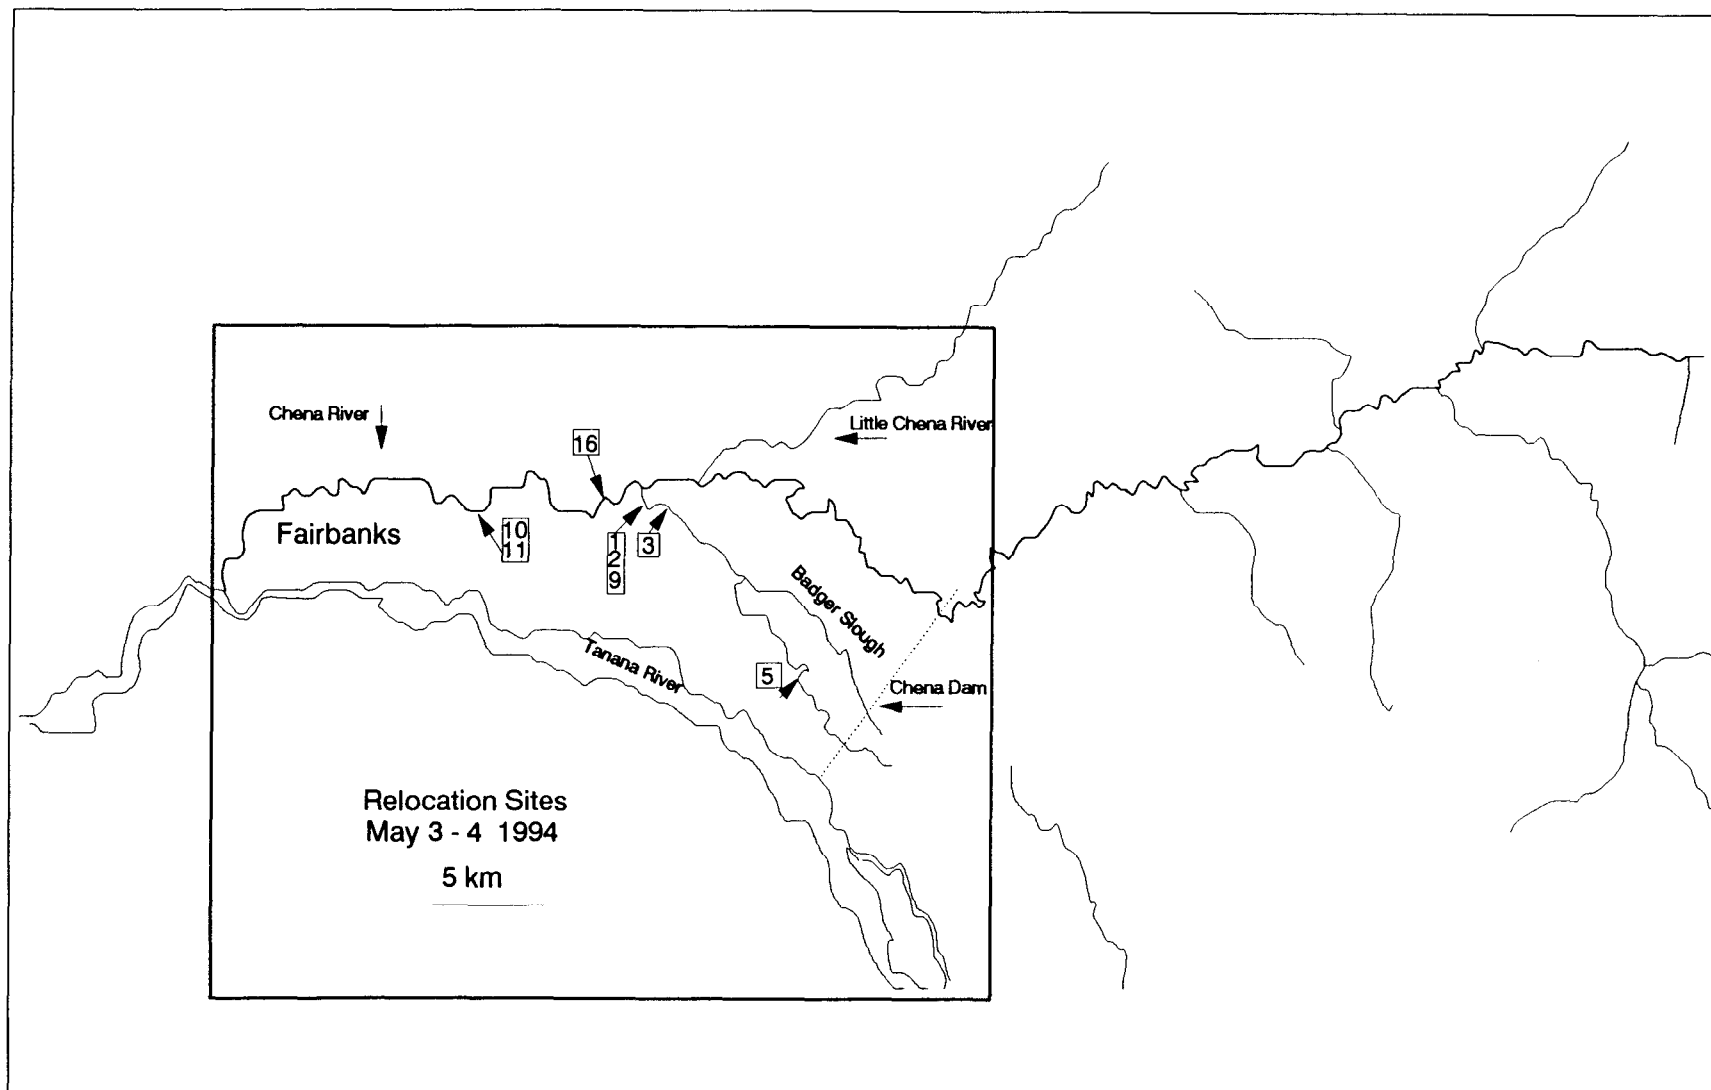 Chena River
16
Little Chena River
10
11
Fairbanks
1
2
9
3
Badger Slough
Tanana River
5
Chena Dam
Relocation Sites
May 3 - 4 1994
5 km